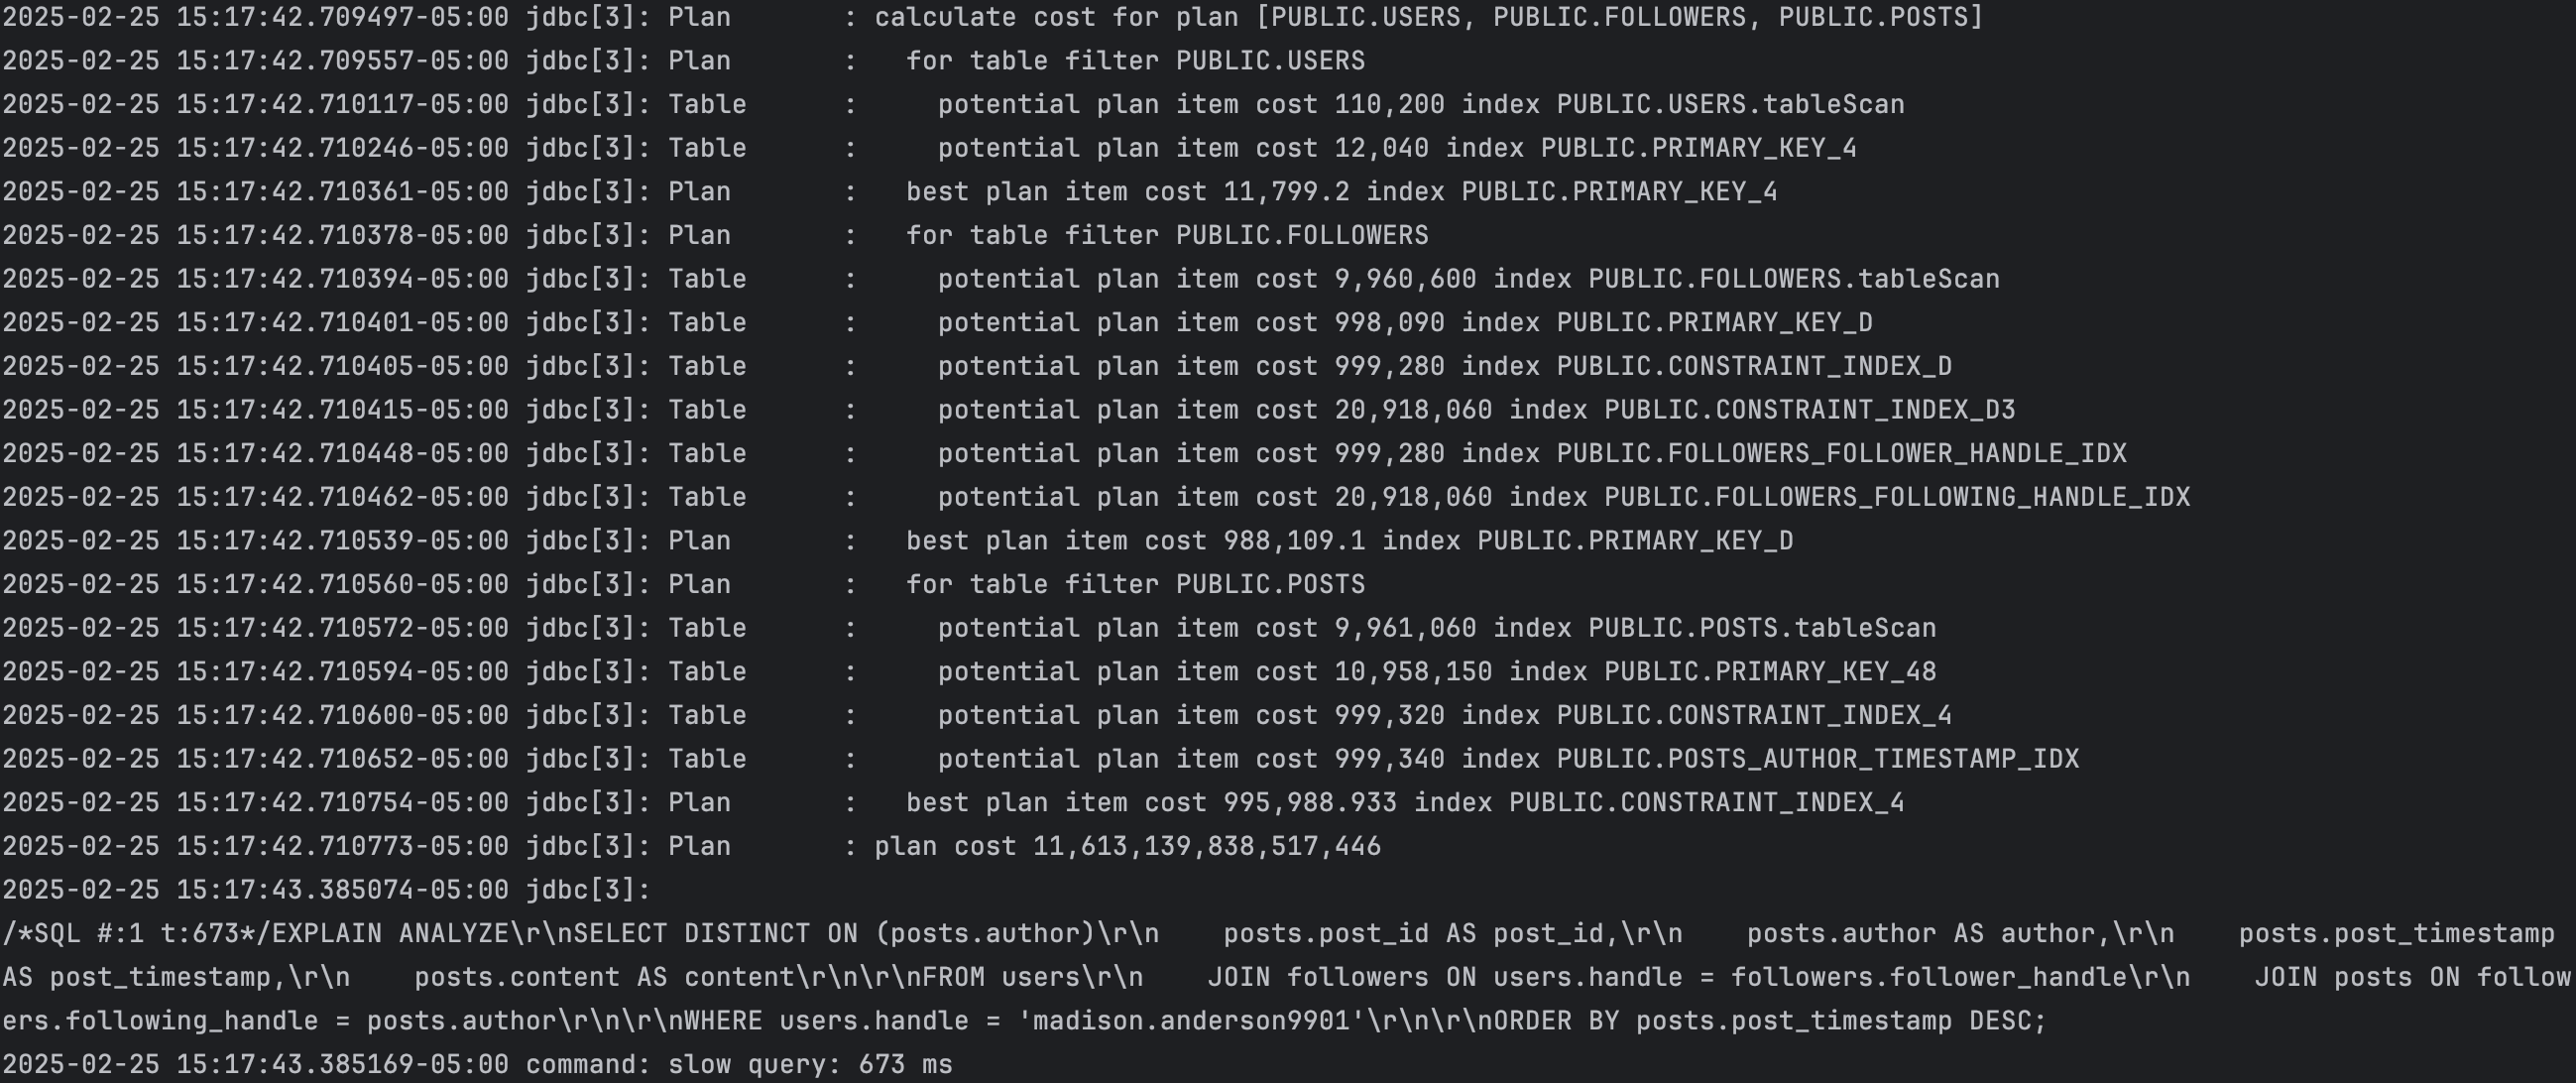 2025-02-25 15:17:42.709497-05:00 jdbc[3]: Plan       : calculate cost for plan [PUBLIC.USERS, PUBLIC.FOLLOWERS, PUBLIC.POSTS]
2025-02-25 15:17:42.709557-05:00 jdbc[3]: Plan       :   for table filter PUBLIC.USERS
2025-02-25 15:17:42.710117-05:00 jdbc[3]: Table      :     potential plan item cost 110,200 index PUBLIC.USERS.tableScan
2025-02-25 15:17:42.710246-05:00 jdbc[3]: Table      :     potential plan item cost 12,040 index PUBLIC.PRIMARY_KEY_4
2025-02-25 15:17:42.710361-05:00 jdbc[3]: Plan       :   best plan item cost 11,799.2 index PUBLIC.PRIMARY_KEY_4
2025-02-25 15:17:42.710378-05:00 jdbc[3]: Plan       :   for table filter PUBLIC.FOLLOWERS
2025-02-25 15:17:42.710394-05:00 jdbc[3]: Table      :     potential plan item cost 9,960,600 index PUBLIC.FOLLOWERS.tableScan
2025-02-25 15:17:42.710401-05:00 jdbc[3]: Table      :     potential plan item cost 998,090 index PUBLIC.PRIMARY_KEY_D
2025-02-25 15:17:42.710405-05:00 jdbc[3]: Table      :     potential plan item cost 999,280 index PUBLIC.CONSTRAINT_INDEX_D
2025-02-25 15:17:42.710415-05:00 jdbc[3]: Table      :     potential plan item cost 20,918,060 index PUBLIC.CONSTRAINT_INDEX_D3
2025-02-25 15:17:42.710448-05:00 jdbc[3]: Table      :     potential plan item cost 999,280 index PUBLIC.FOLLOWERS_FOLLOWER_HANDLE_IDX
2025-02-25 15:17:42.710462-05:00 jdbc[3]: Table      :     potential plan item cost 20,918,060 index PUBLIC.FOLLOWERS_FOLLOWING_HANDLE_IDX
2025-02-25 15:17:42.710539-05:00 jdbc[3]: Plan       :   best plan item cost 988,109.1 index PUBLIC.PRIMARY_KEY_D
2025-02-25 15:17:42.710560-05:00 jdbc[3]: Plan       :   for table filter PUBLIC.POSTS
2025-02-25 15:17:42.710572-05:00 jdbc[3]: Table      :     potential plan item cost 9,961,060 index PUBLIC.POSTS.tableScan
2025-02-25 15:17:42.710594-05:00 jdbc[3]: Table      :     potential plan item cost 10,958,150 index PUBLIC.PRIMARY_KEY_48
2025-02-25 15:17:42.710600-05:00 jdbc[3]: Table      :     potential plan item cost 999,320 index PUBLIC.CONSTRAINT_INDEX_4
2025-02-25 15:17:42.710652-05:00 jdbc[3]: Table      :     potential plan item cost 999,340 index PUBLIC.POSTS_AUTHOR_TIMESTAMP_IDX
2025-02-25 15:17:42.710754-05:00 jdbc[3]: Plan       :   best plan item cost 995,988.933 index PUBLIC.CONSTRAINT_INDEX_4
2025-02-25 15:17:42.710773-05:00 jdbc[3]: Plan       : plan cost 11,613,139,838,517,446
2025-02-25 15:17:43.385074-05:00 jdbc[3]:
/*SQL #:1 t:673*/EXPLAIN ANALYZE\r\nSELECT DISTINCT ON (posts.author)\r\n    posts.post_id AS post_id,\r\n    posts.author AS author,\r\n    posts.post_timestamp
AS post_timestamp,\r\n    posts.content AS content\r\n\r\nFROM users\r\n    JOIN followers ON users.handle = followers.follower_handle\r\n    JOIN posts ON follow
ers.following_handle = posts.author\r\n\r\nWHERE users.handle = 'madison.anderson9901'\r\n\r\nORDER BY posts.post_timestamp DESC;
2025-02-25 15:17:43.385169-05:00 command: slow query: 673 ms